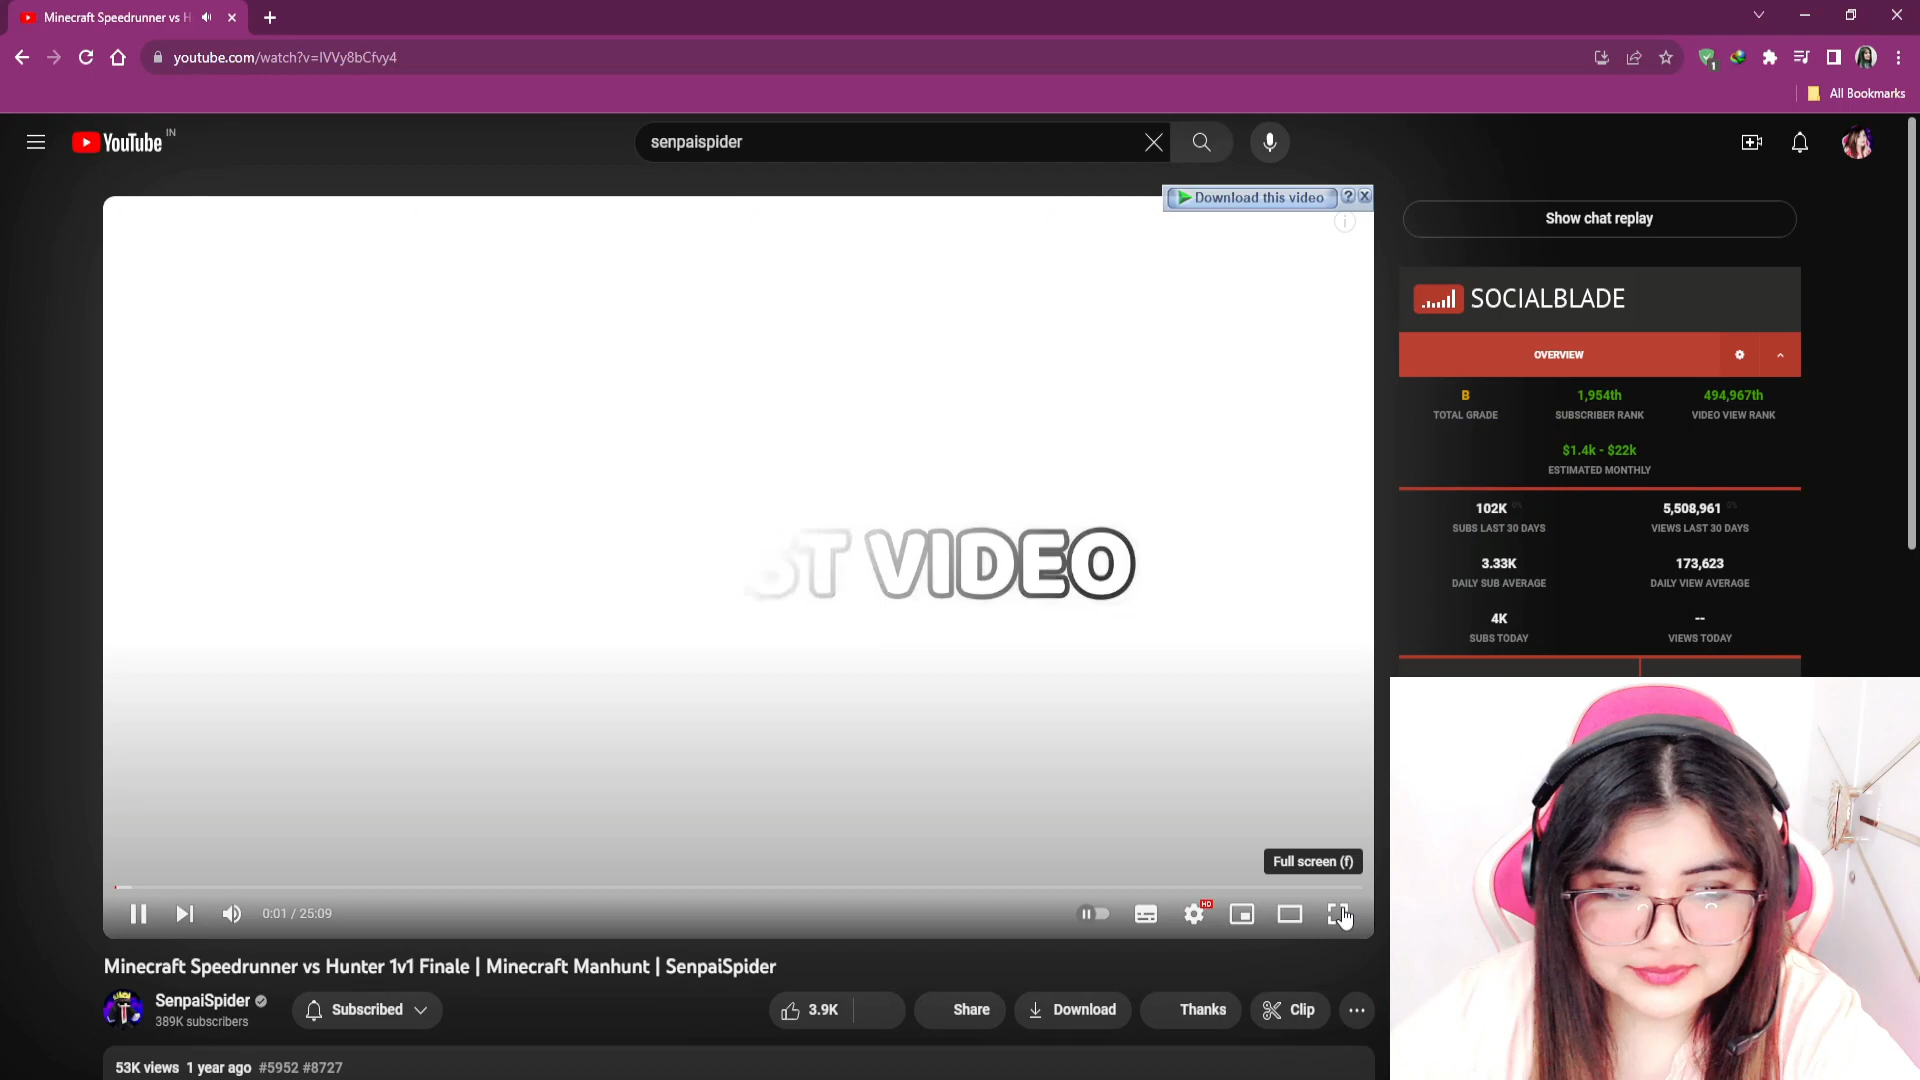 Minecraft Speedrunner vs H
youtube.com/watch?v=IVVy8bCfvy4
1
All Bookmarks
YouTube IN
senpaispider
Download this video ?
Show chat replay
SOCIALBLADE
OVERVIEW
B 1,954th 494,967th
TOTAL GRADE SUBSCRIBER RANK VIDEO VIEW RANK
$1.4k - $22k
ESTIMATED MONTHLY
102K 5,508,961
SUBS LAST 30 DAYS VIEWS LAST 30 DAYS
3.33K 173,623
DAILY SUB AVERAGE DAILY VIEW AVERAGE
4K --
SUBS TODAY VIEWS TODAY
ST VIDEO
Full screen (f)
0:01 / 25:09
HD
Minecraft Speedrunner vs Hunter 1v1 Finale | Minecraft Manhunt | SenpaiSpider
SenpaiSpider
389K subscribers
Subscribed
3.9K
Share
Download
Thanks
Clip
53K views 1 year ago #5952 #8727